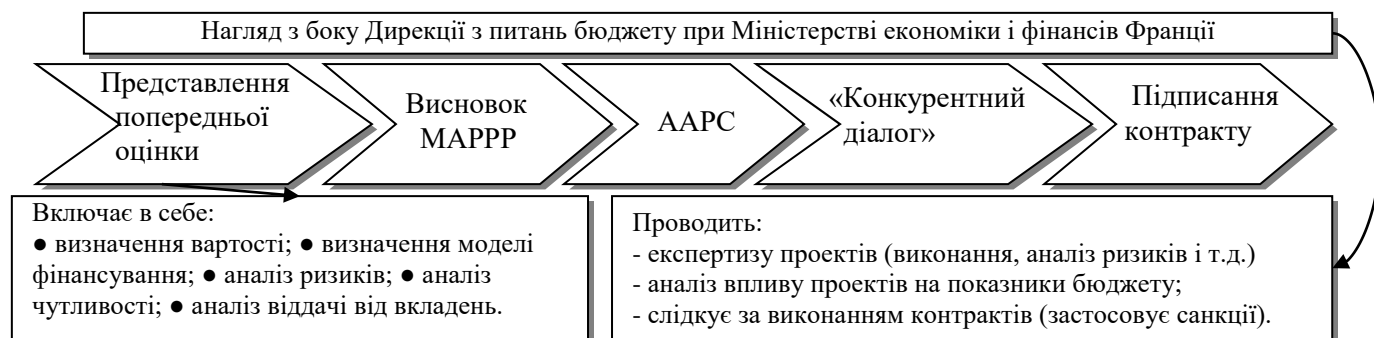 Нагляд з боку Дирекції з питань бюджету при Міністерстві економіки і фінансів Франції
Представлення
попередньої
оцінки
Висновок
МАРРР
ААРС
«Конкурентний
діалог»
Підписання
контракту
Включає в себе:
● визначення вартості; ● визначення моделі
фінансування; ● аналіз ризиків; ● аналіз
чутливості; ● аналіз віддачі від вкладень.
Проводить:
- експертизу проектів (виконання, аналіз ризиків і т.д.)
- аналіз впливу проектів на показники бюджету;
- слідкує за виконанням контрактів (застосовує санкції).